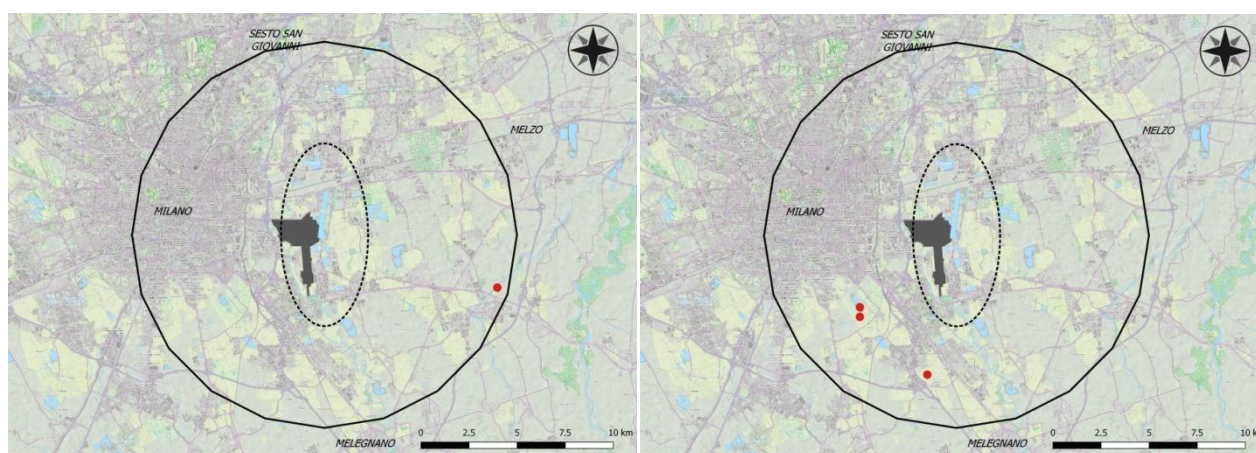 SESTO SAN
GIOVANNI
MELZO
MILANO
MELEGNANO
0 2.5 5 7.5 10 km
SESTO SAN
GIOVANNI
MELZO
MILANO
MELEGNANO
0 2.5 5 7.5 10 k